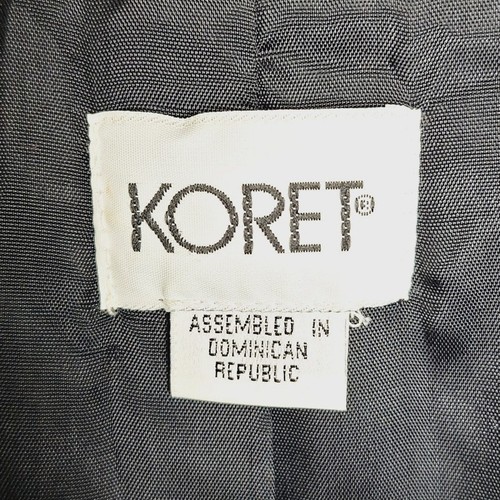 KORET®
ASSEMBLED IN
DOMINICAN
REPUBLIC